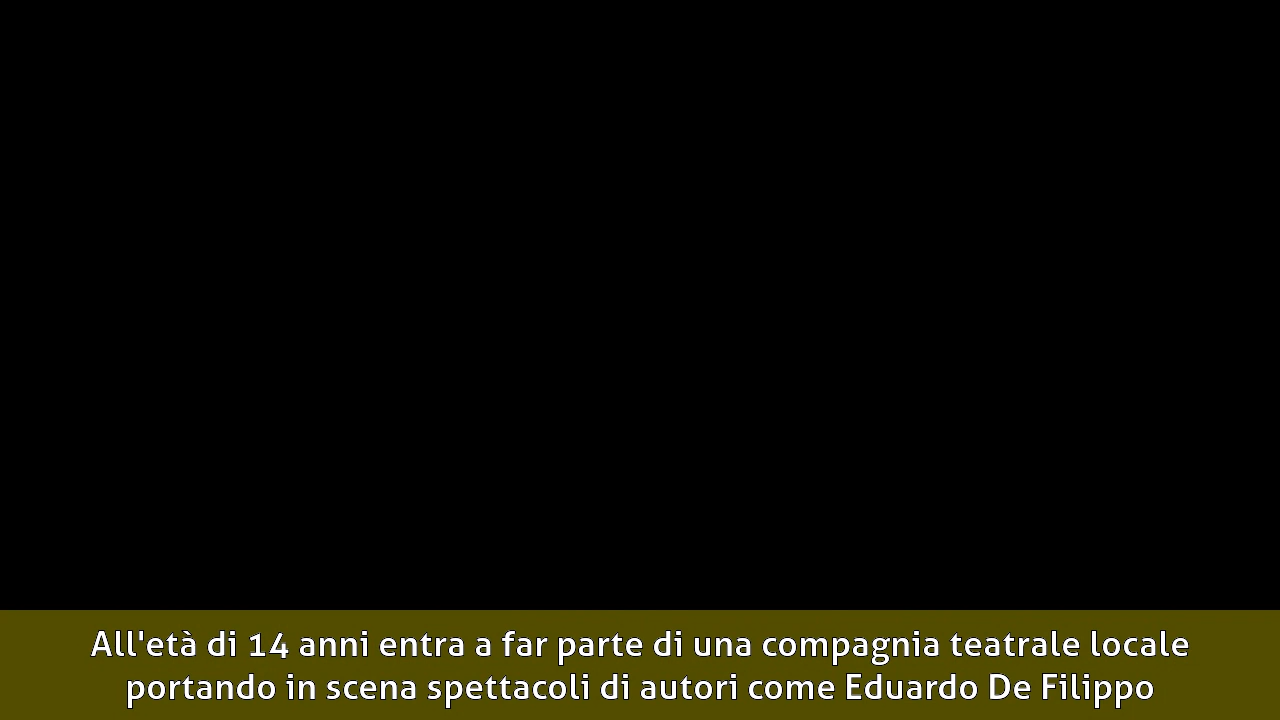 All'età di 14 anni entra a far parte di una compagnia teatrale locale
portando in scena spettacoli di autori come Eduardo De Filippo